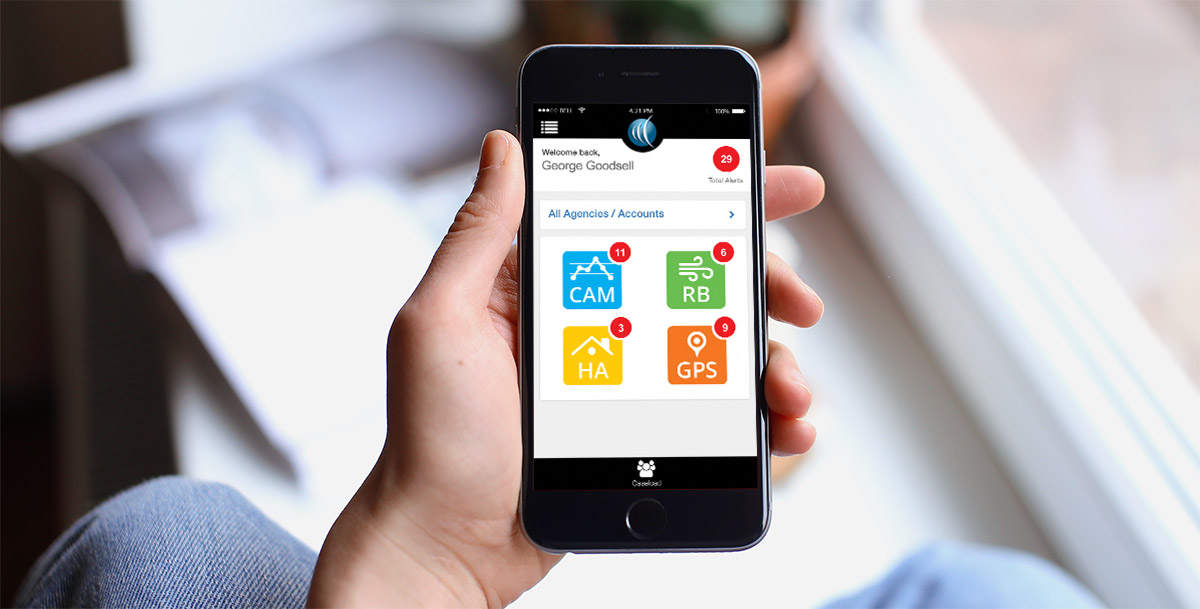 BELL 4:21 PM 100%
Welcome back,
George Goodsell
29
Total Alerts
All Agencies / Accounts
11
CAM
6
RB
3
HA
9
GPS
Caseload